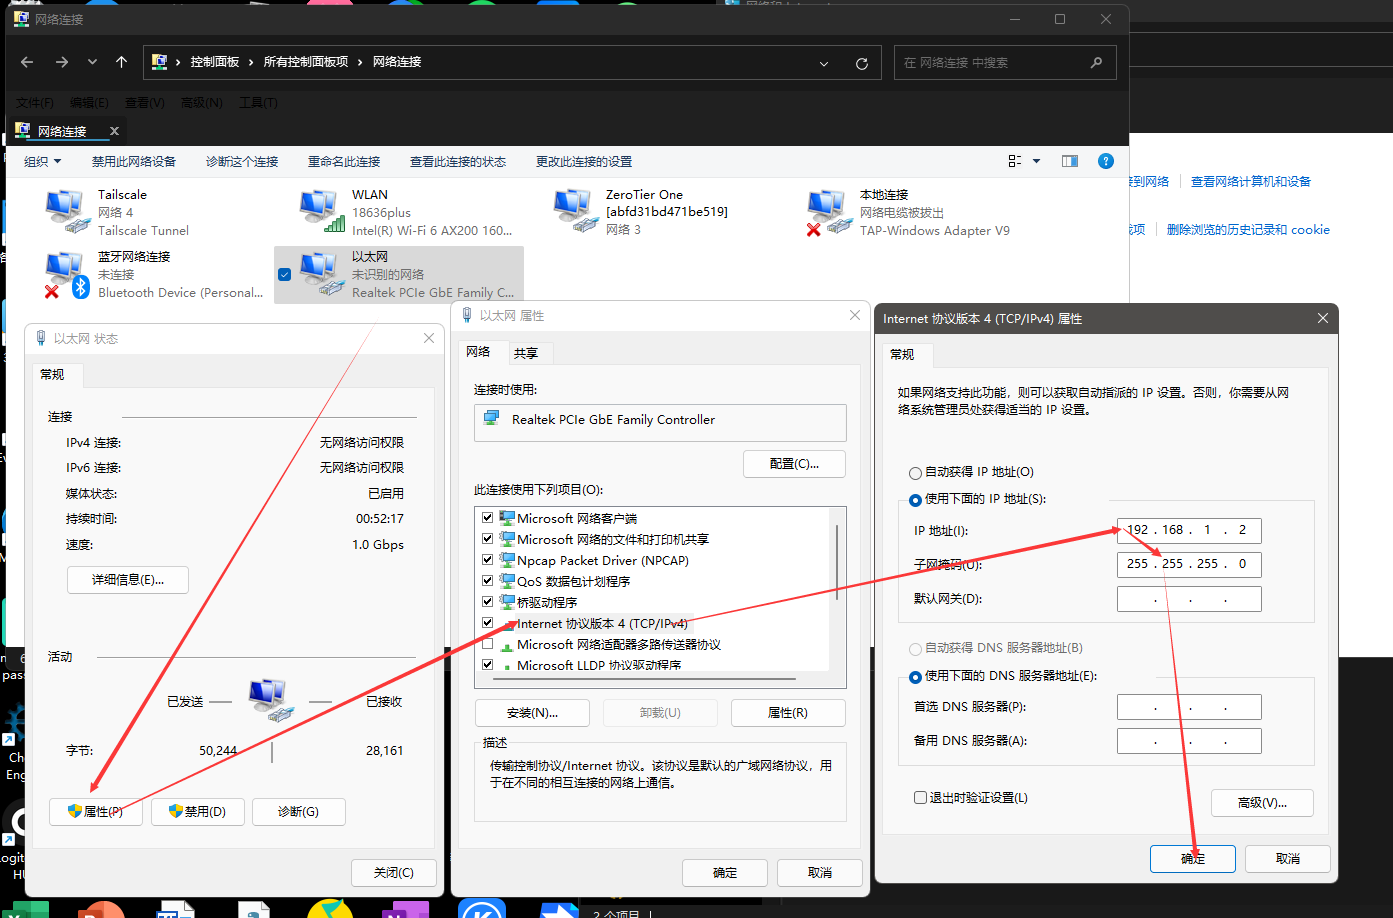 网络连接
控制面板
所有控制面板项
网络连接
在 网络连接 中搜索
文件(F) 编辑(E) 查看(V) 高级(N) 工具(T)
网络连接
组织 禁用此网络设备 诊断这个连接 重命名此连接 查看此连接的状态 更改此连接的设置
Tailscale
网络 4
Tailscale Tunnel
WLAN
18636plus
Intel(R) Wi-Fi 6 AX200 160...
ZeroTier One
[abfd31bd471be519]
网络 3
本地连接
网络电缆被拔出
TAP-Windows Adapter V9
蓝牙网络连接
未连接
Bluetooth Device (Personal...
以太网
未识别的网络
Realtek PCIe GbE Family C...
到网络
查看网络计算机和设备
项
删除浏览的历史记录和 cookie
以太网 状态
常规
连接
IPv4 连接: 无网络访问权限
IPv6 连接: 无网络访问权限
媒体状态: 已启用
持续时间: 00:52:17
速度: 1.0 Gbps
详细信息(E)...
活动
已发送 已接收
字节: 50,244 28,161
属性(P) 禁用(D) 诊断(G)
关闭(C)
以太网 属性
网络 共享
连接时使用:
Realtek PCIe GbE Family Controller
配置(C)...
此连接使用下列项目(O):
Microsoft 网络客户端
Microsoft 网络的文件和打印机共享
Npcap Packet Driver (NPCAP)
QoS 数据包计划程序
桥驱动程序
Internet 协议版本 4 (TCP/IPv4)
Microsoft 网络适配器多路传送器协议
Microsoft LLDP 协议驱动程序
安装(N)... 卸载(U) 属性(R)
描述
传输控制协议/Internet 协议。该协议是默认的广域网络协议，用
于在不同的相互连接的网络上通信。
确定 取消
Internet 协议版本 4 (TCP/IPv4) 属性
常规
如果网络支持此功能，则可以获取自动指派的 IP 设置。否则，你需要从网
络系统管理员处获得适当的 IP 设置。
自动获得 IP 地址(O)
使用下面的 IP 地址(S):
IP 地址(I): 192 . 168 . 1 . 2
子网掩码(U): 255 . 255 . 255 . 0
默认网关(D): . . .
自动获得 DNS 服务器地址(B)
使用下面的 DNS 服务器地址(E):
首选 DNS 服务器(P): . . .
备用 DNS 服务器(A): . . .
退出时验证设置(L)
高级(V)...
确定 取消
2 个项目